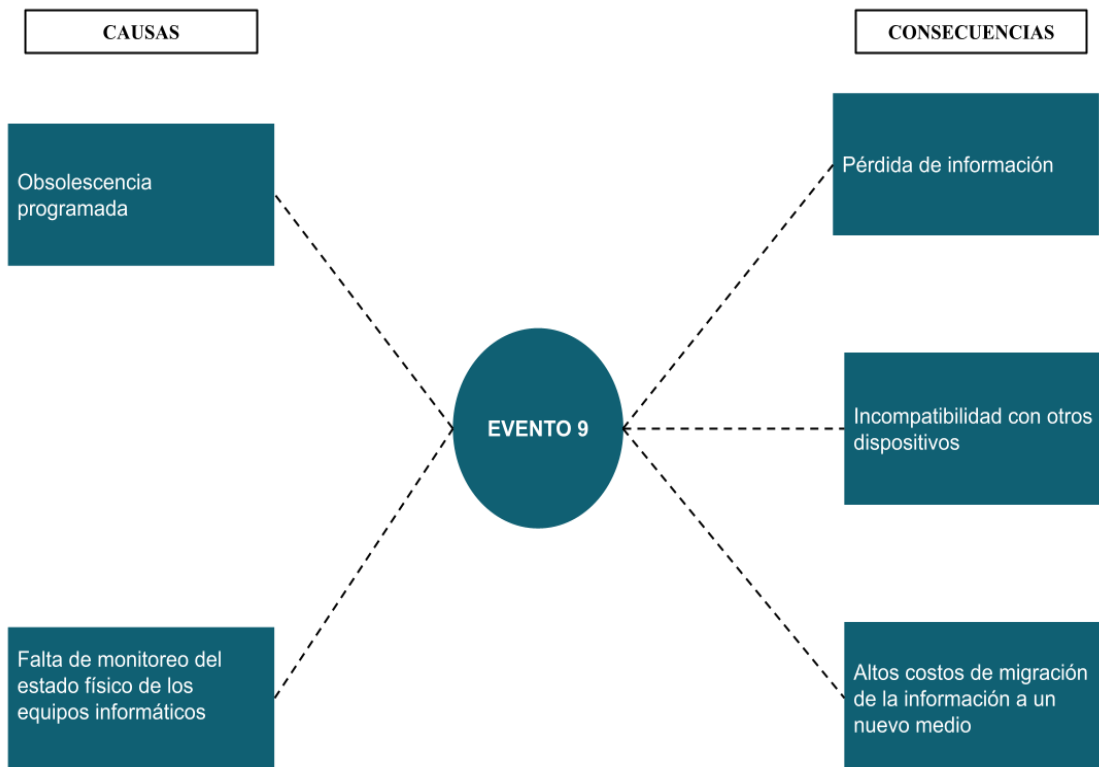 CAUSAS
CONSECUENCIAS
Obsolescencia
programada
Pérdida de información
EVENTO 9
Incompatibilidad con otros
dispositivos
Falta de monitoreo del
estado físico de los
equipos informáticos
Altos costos de migración
de la información a un
nuevo medio